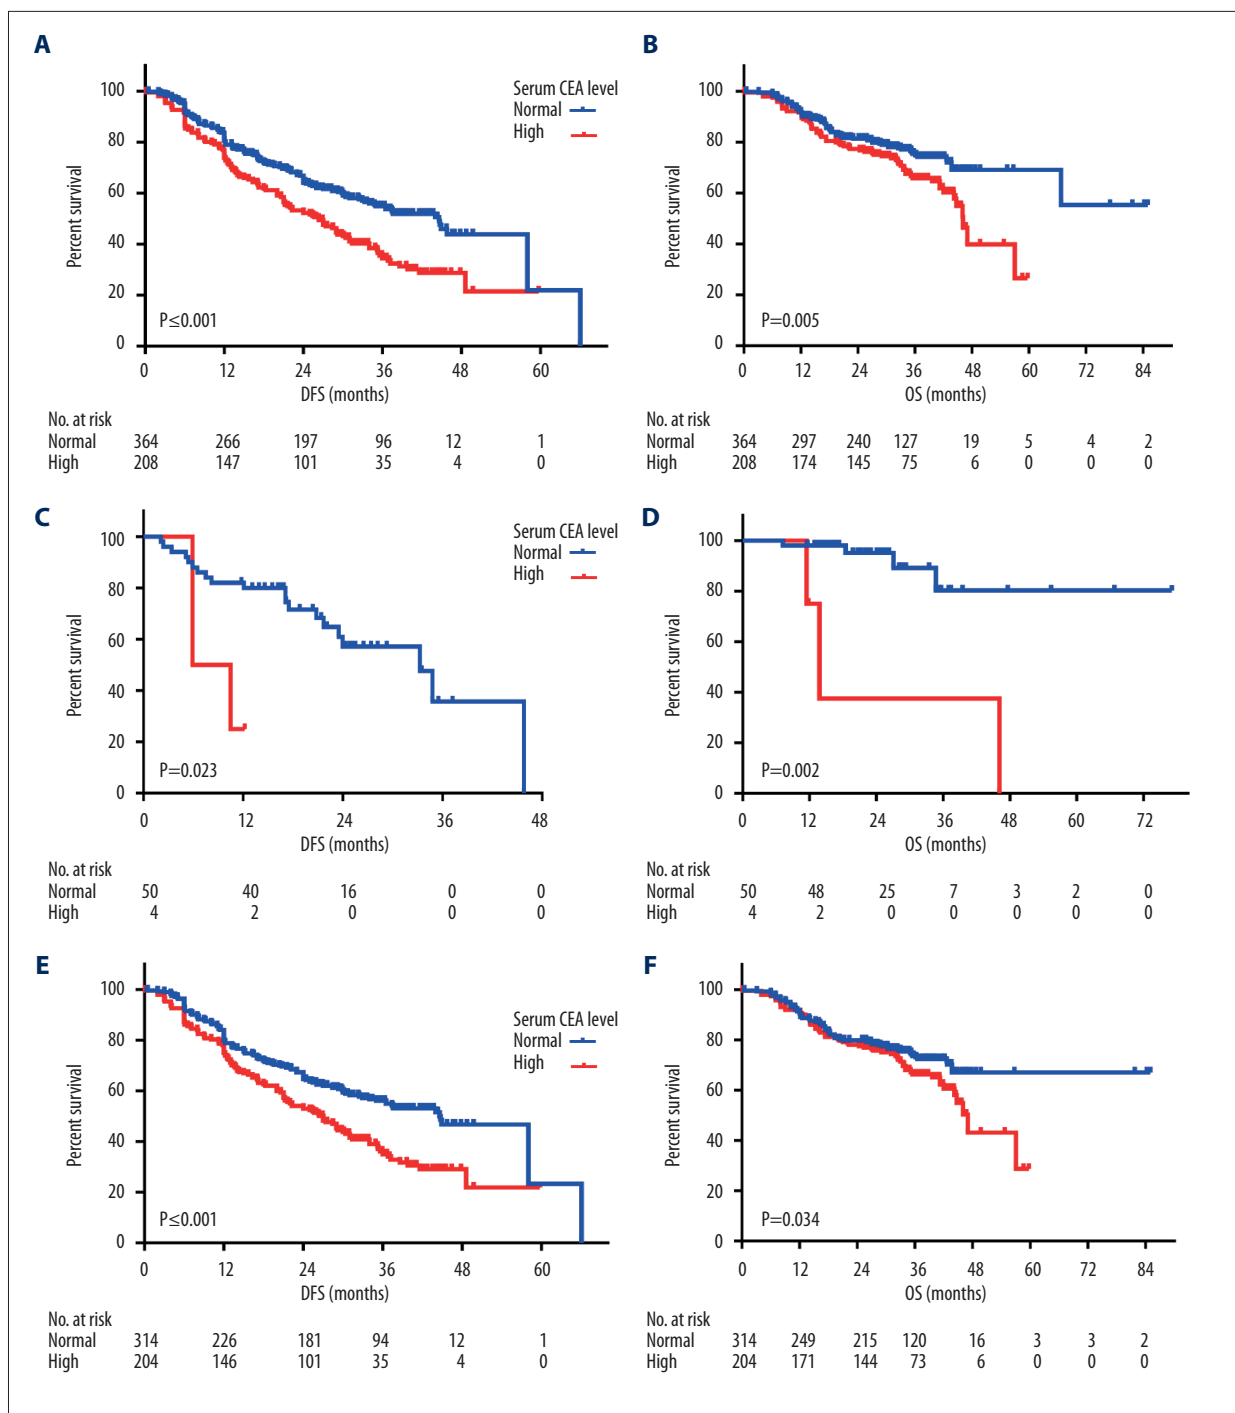 A
Serum CEA level
Normal
High
100
80
60
40
20
0
Percent survival
P≤0.001
0 12 24 36 48 60
DFS (months)
No. at risk
Normal 364 266 197 96 12 1
High 208 147 101 35 4 0
B
100
80
60
40
20
0
Percent survival
P=0.005
0 12 24 36 48 60 72 84
OS (months)
No. at risk
Normal 364 297 240 127 19 5 4 2
High 208 174 145 75 6 0 0 0
C
Serum CEA level
Normal
High
100
80
60
40
20
0
Percent survival
P=0.023
0 12 24 36 48
DFS (months)
No. at risk
Normal 50 40 16 0 0
High 4 2 0 0 0
D
100
80
60
40
20
0
Percent survival
P=0.002
0 12 24 36 48 60 72
OS (months)
No. at risk
Normal 50 48 25 7 3 2 0
High 4 2 0 0 0 0 0
E
Serum CEA level
Normal
High
100
80
60
40
20
0
Percent survival
P≤0.001
0 12 24 36 48 60
DFS (months)
No. at risk
Normal 314 226 181 94 12 1
High 204 146 101 35 4 0
F
100
80
60
40
20
0
Percent survival
P=0.034
0 12 24 36 48 60 72 84
OS (months)
No. at risk
Normal 314 249 215 120 16 3 3 2
High 204 171 144 73 6 0 0 0